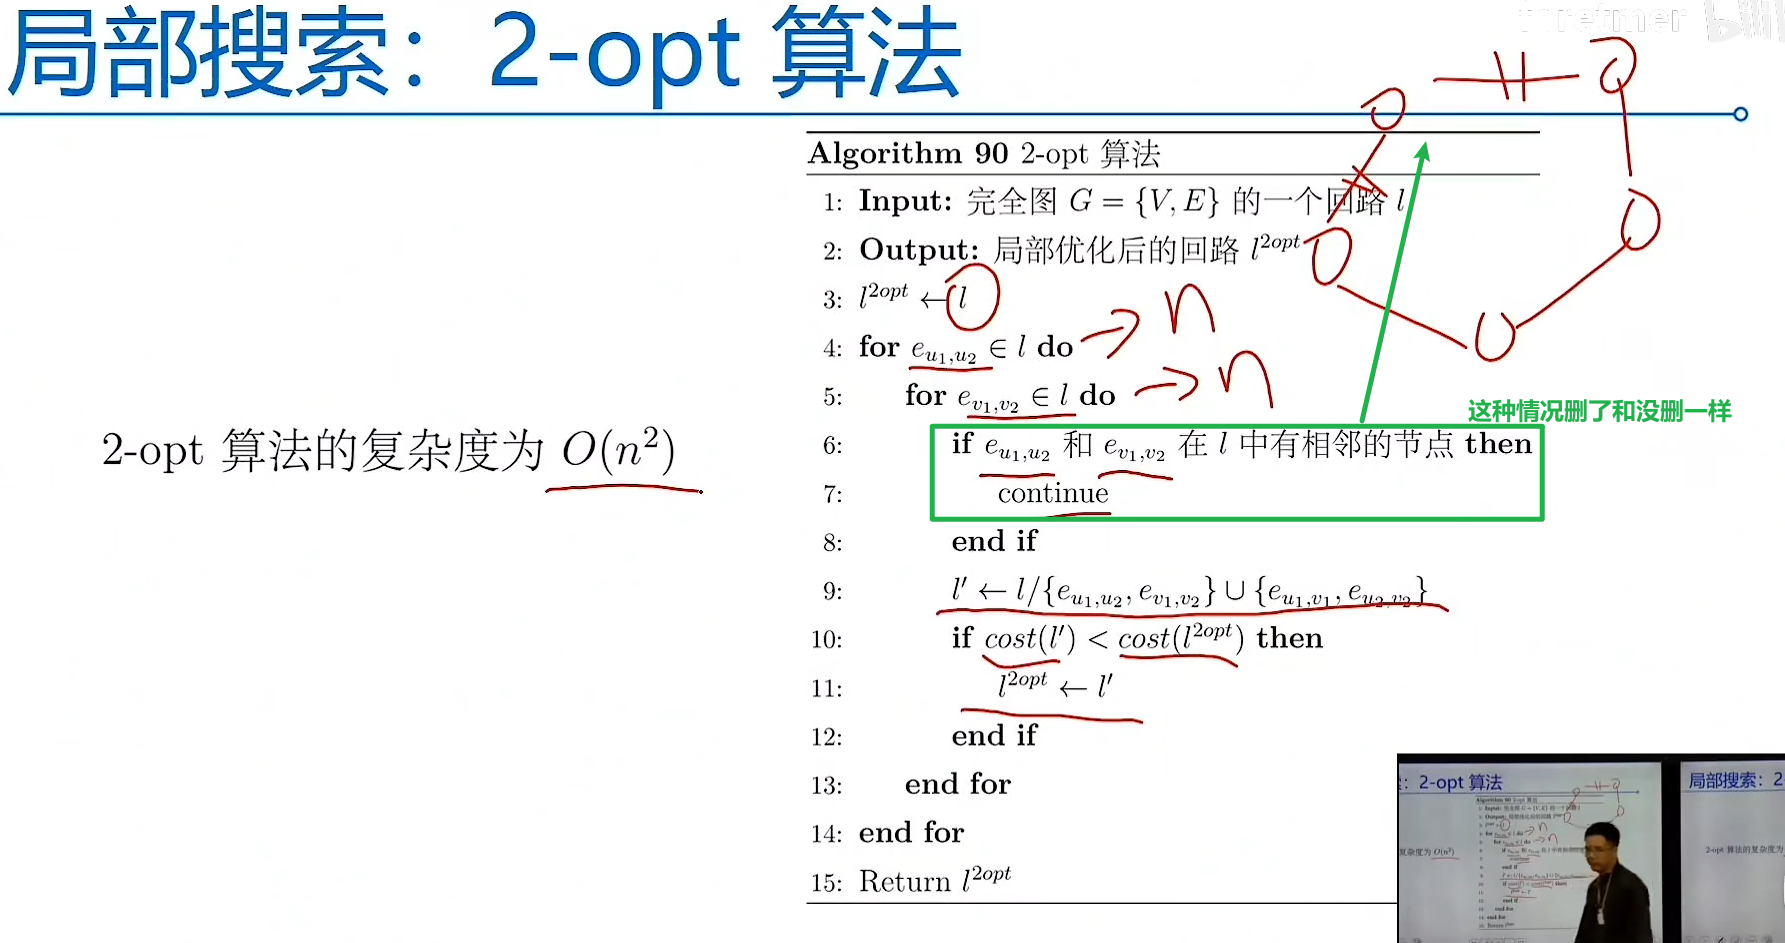 局部搜索：2-opt 算法
Algorithm 90 2-opt 算法
1: Input: 完全图 G = {V, E} 的一个回路 l
2: Output: 局部优化后的回路 l^{2opt}
3: l^{2opt} ← l
4: for e_{u_1,u_2} ∈ l do → n
5: for e_{v_1,v_2} ∈ l do → n
这种情况删了和没删一样
2-opt 算法的复杂度为 O(n²)
6: if e_{u_1,u_2} 和 e_{v_1,v_2} 在 l 中有相邻的节点 then
7: continue
8: end if
9: l′ ← l/{e_{u_1,u_2}, e_{v_1,v_2}} ∪ {e_{u_1,v_1}, e_{u_2,v_2}}
10: if cost(l′) < cost(l^{2opt}) then
11: l^{2opt} ← l′
12: end if
13: end for
14: end for
15: Return l^{2opt}
: 2-opt 算法
局部搜索：2